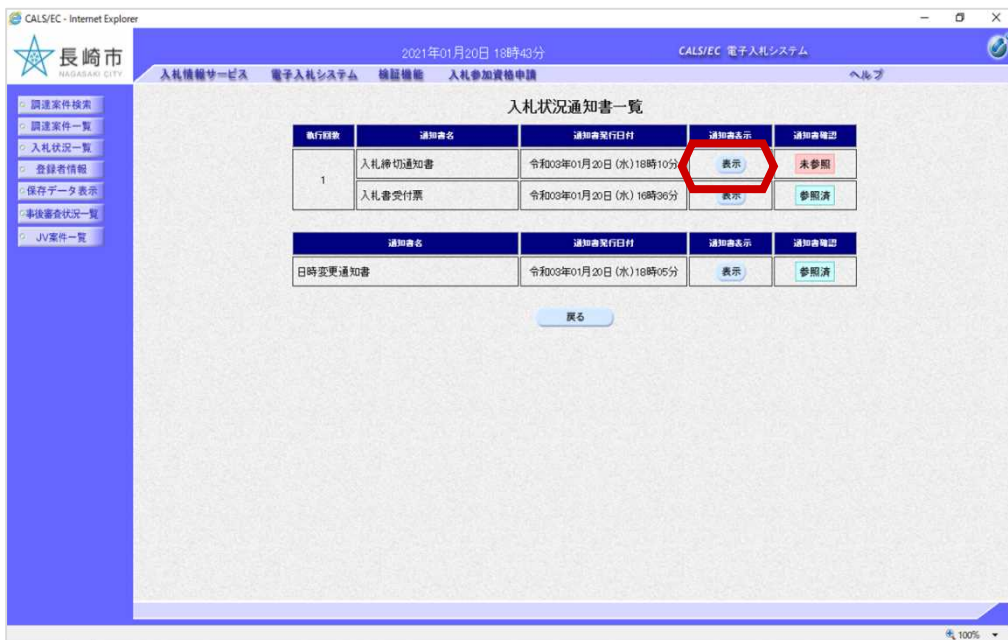 CALS/EC - Internet Explorer
長崎市
NAGASAKI CITY
2021年01月20日 18時43分
CALS/EC 電子入札システム
入札情報サービス 電子入札システム 検証機能 入札参加資格申請 ヘルプ
調達案件検索
調達案件一覧
入札状況一覧
登録者情報
保存データ表示
事後審査状況一覧
JV案件一覧
入札状況通知書一覧
執行回数 通知書名 通知書発行日付 通知書表示 通知書確認
1
入札締切通知書 令和03年01月20日(水)18時10分 表示 未参照
入札書受付票 令和03年01月20日(水)16時36分 表示 参照済
通知書名 通知書発行日付 通知書表示 通知書確認
日時変更通知書 令和03年01月20日(水)18時05分 表示 参照済
戻る
100%